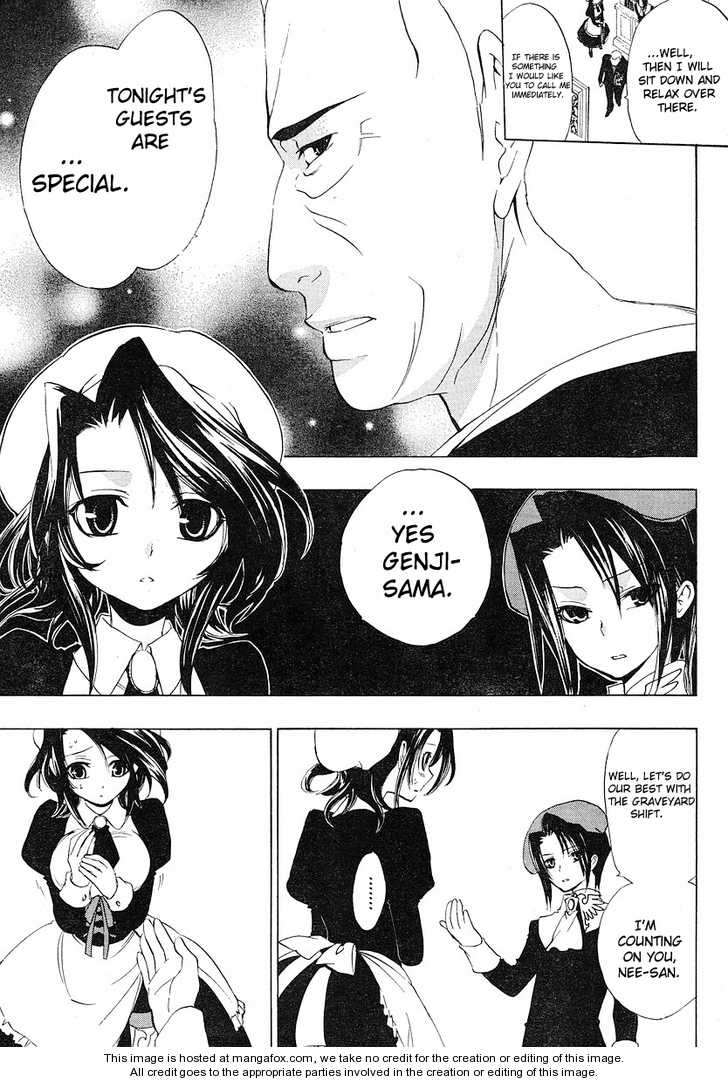 ...WELL,
THEN I WILL
SIT DOWN AND
RELAX OVER
THERE.
IF THERE IS
SOMETHING
I WOULD LIKE
YOU TO CALL ME
IMMEDIATELY.
TONIGHT'S
GUESTS
ARE
...
SPECIAL.
...
YES
GENJI-
SAMA.
WELL, LET'S DO
OUR BEST WITH
THE GRAVEYARD
SHIFT.
I'M
COUNTING
ON YOU,
NEE-SAN.
.......
This image is hosted at mangafox.com, we take no credit for the creation or editing of this image.
All credit goes to the appropriate parties involved in the creation or editing of this image.